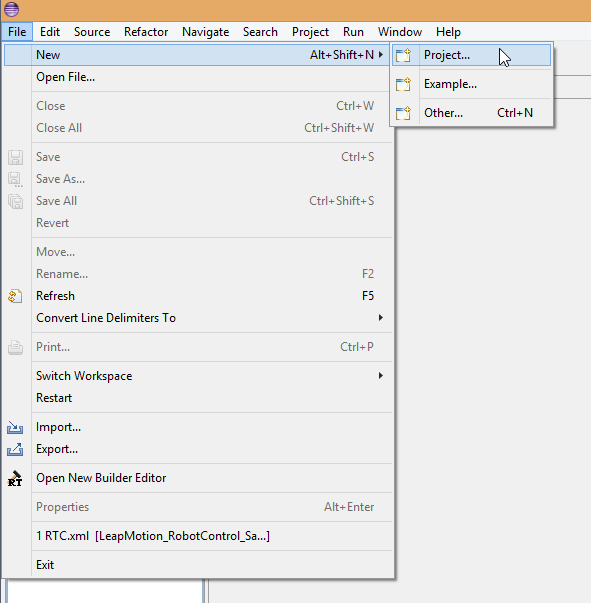 File Edit Source Refactor Navigate Search Project Run Window Help
New Alt+Shift+N
Project...
Open File...
Example...
Close Ctrl+W
Other... Ctrl+N
Close All Ctrl+Shift+W
Save Ctrl+S
Save As...
Save All Ctrl+Shift+S
Revert
Move...
Rename... F2
Refresh F5
Convert Line Delimiters To
Print... Ctrl+P
Switch Workspace
Restart
Import...
Export...
RT Open New Builder Editor
Properties Alt+Enter
1 RTC.xml [LeapMotion_RobotControl_Sa...]
Exit